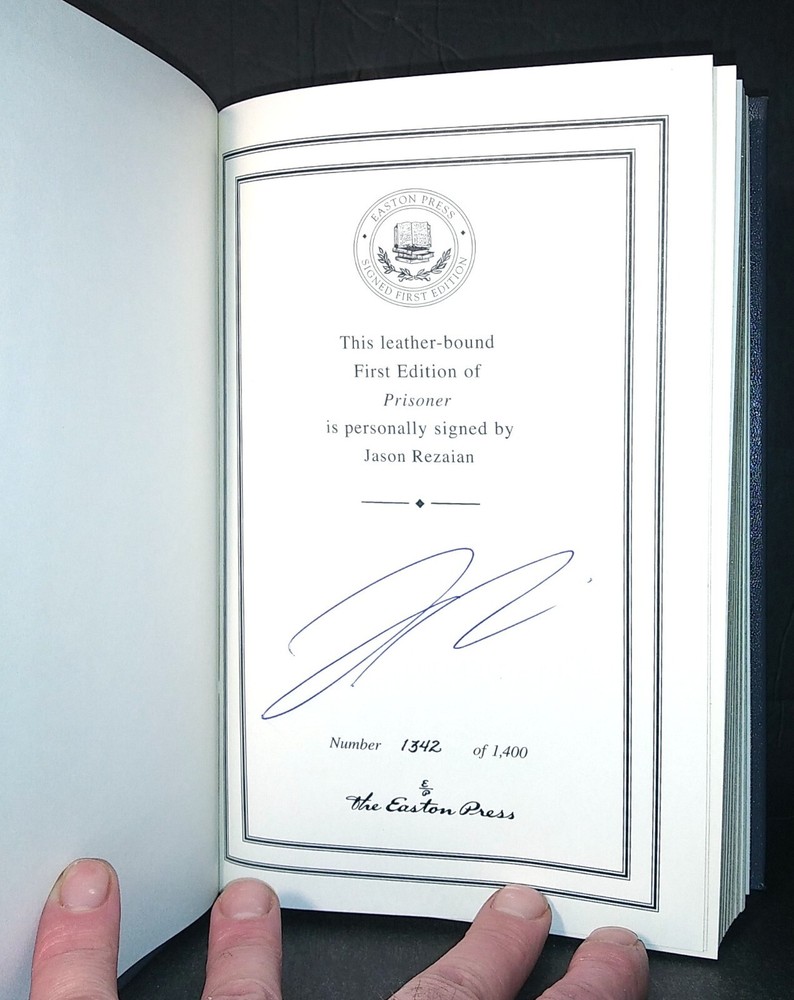 EASTON PRESS
SIGNED FIRST EDITION
This leather-bound
First Edition of
Prisoner
is personally signed by
Jason Rezaian
Number 1342 of 1,400
E
P
the Easton Press